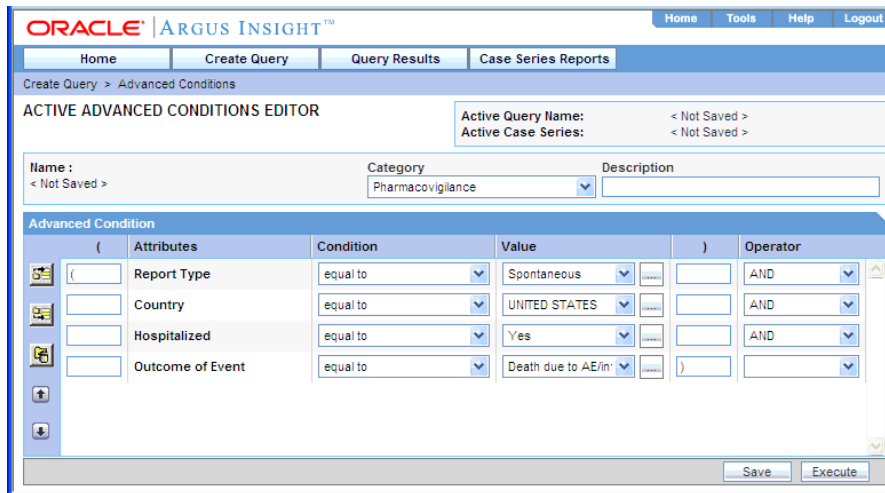 ORACLE® | ARGUS INSIGHT™
Home Tools Help Logout
Home Create Query Query Results Case Series Reports
Create Query > Advanced Conditions
ACTIVE ADVANCED CONDITIONS EDITOR
Active Query Name: < Not Saved >
Active Case Series: < Not Saved >
Name : Category Description
< Not Saved > Pharmacovigilance
Advanced Condition
( Attributes Condition Value ) Operator
( Report Type equal to Spontaneous ... AND
Country equal to UNITED STATES ... AND
Hospitalized equal to Yes ... AND
Outcome of Event equal to Death due to AE/in ... )
Save Execute